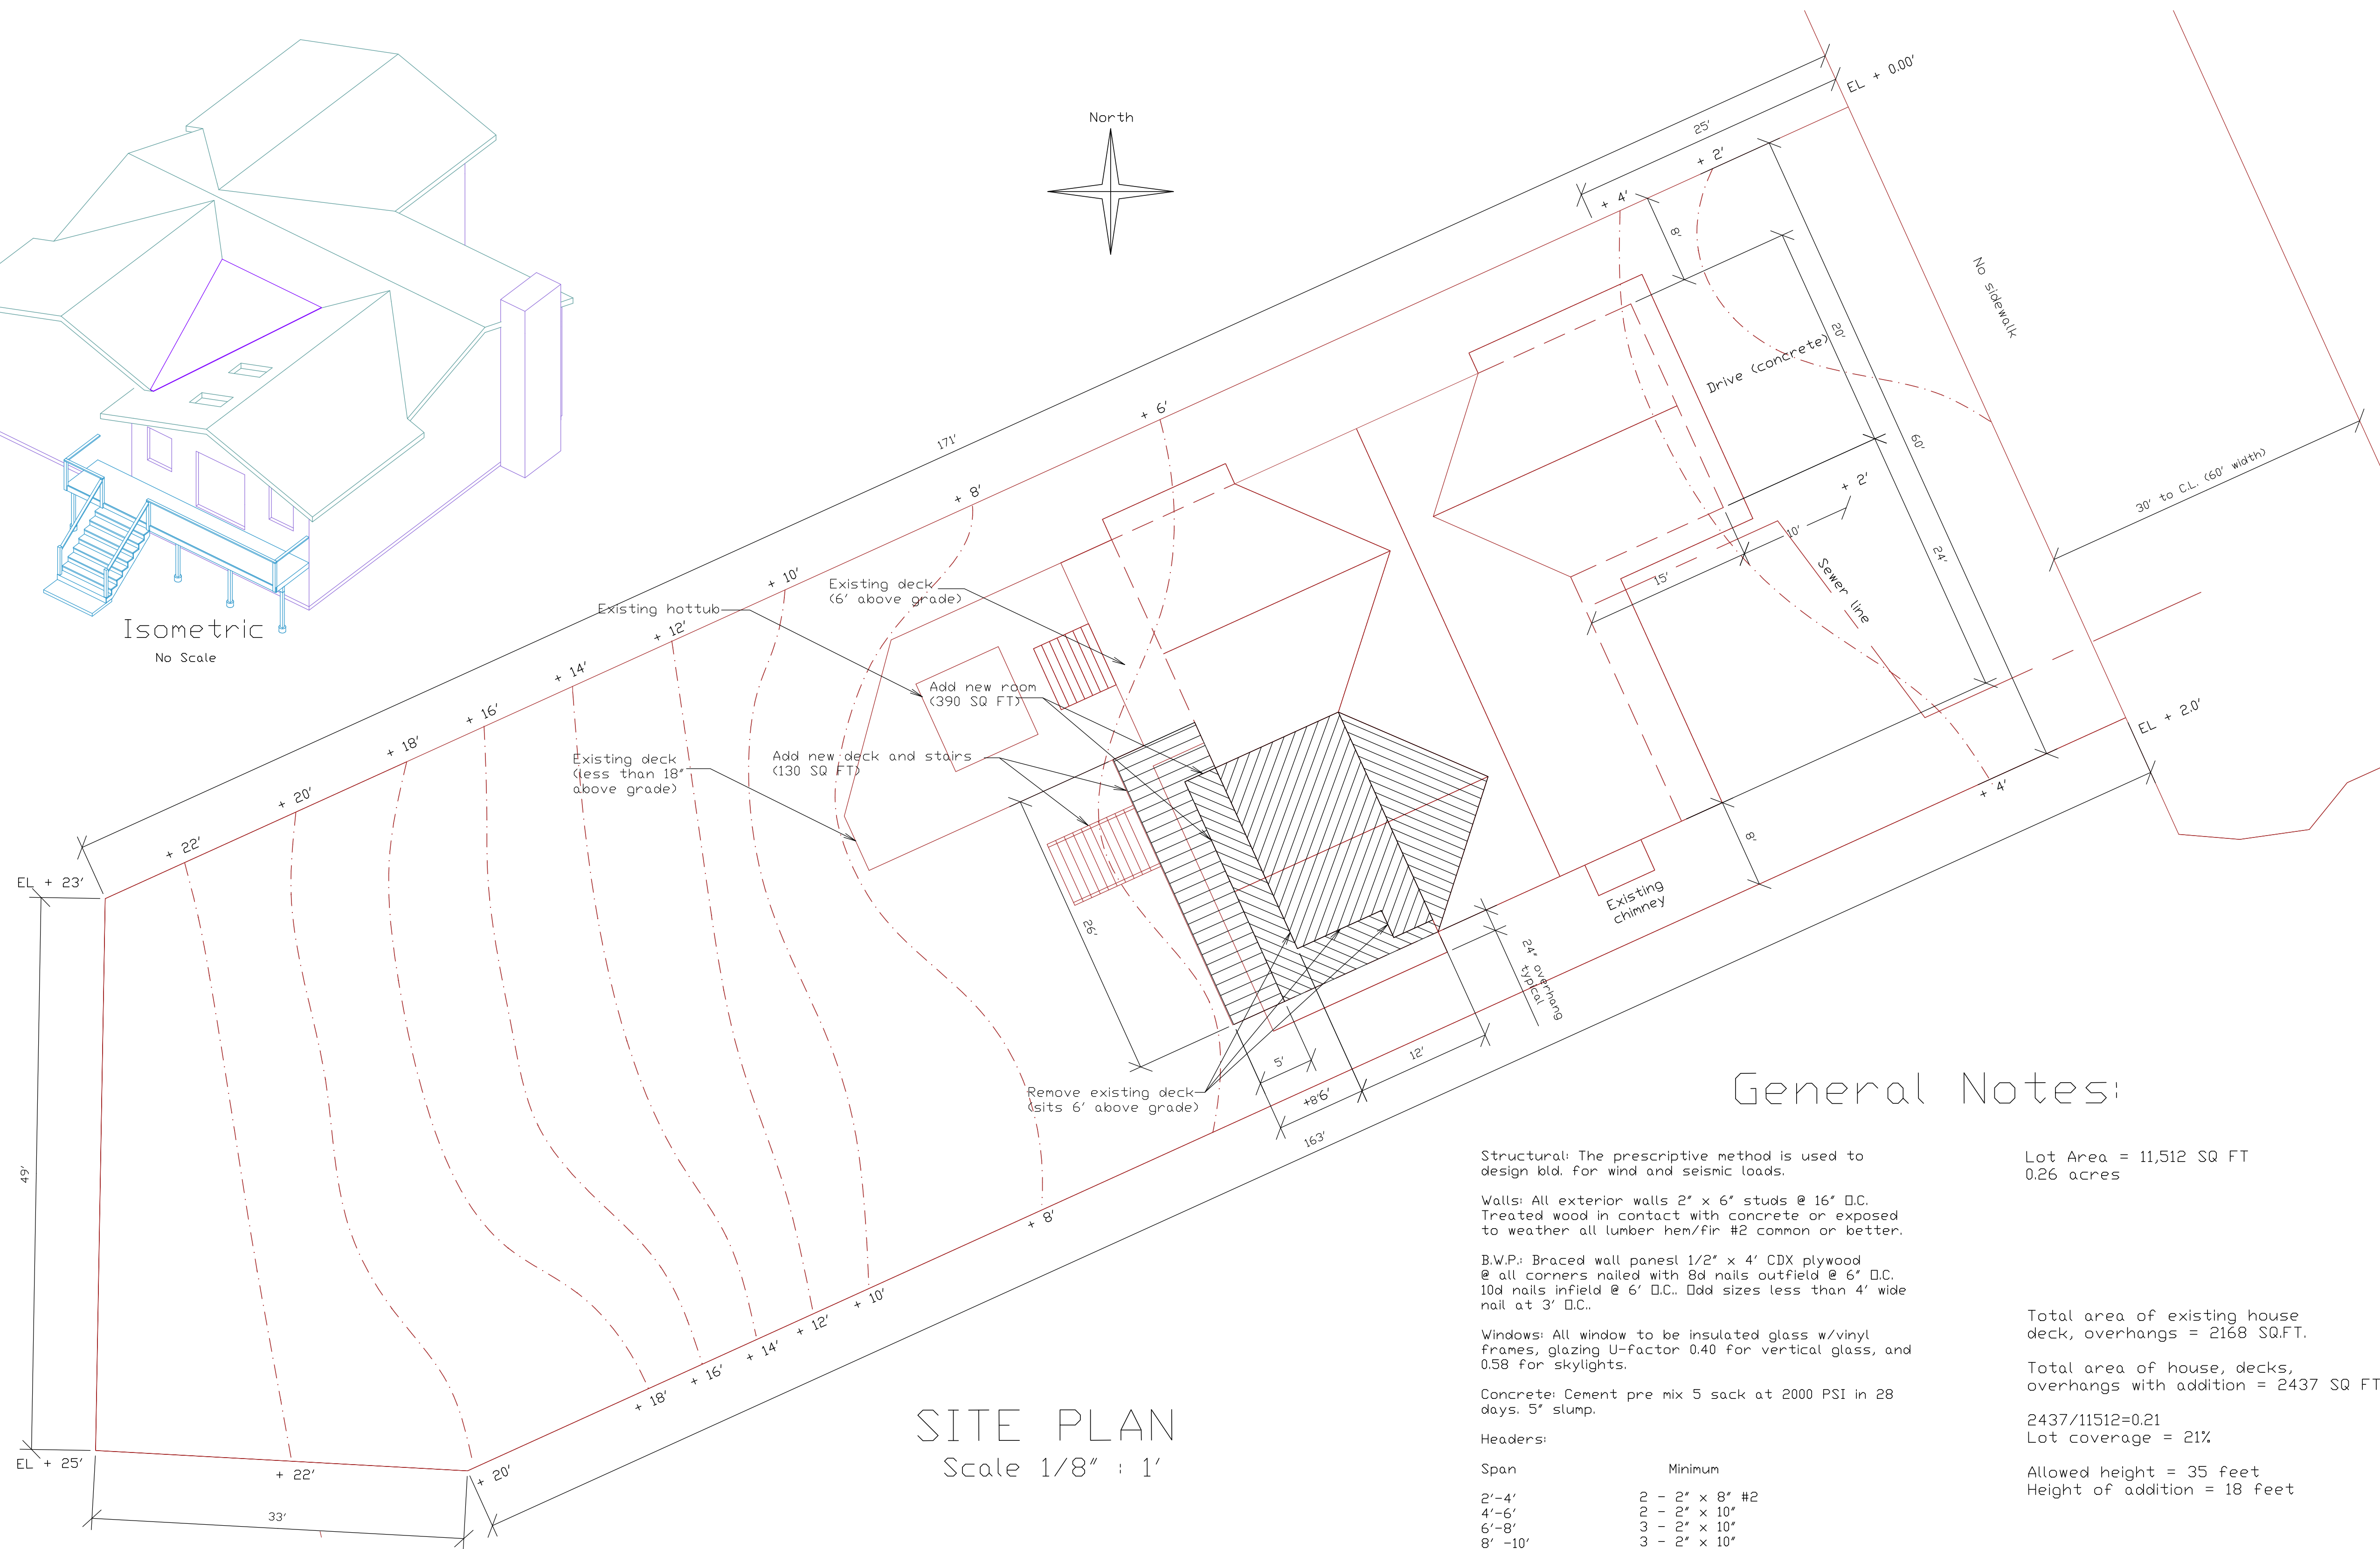 North
EL + 0.00'
25'
+ 2'
+ 4'
8'
No sidewalk
20'
Drive (concrete)
60'
171'
+ 6'
30' to C.L. (60' width)
+ 2'
10'
+ 8'
24'
15'
Sewer line
+ 10'
Existing deck
(6' above grade)
Existing hottub
+ 12'
Isometric
No Scale
+ 14'
Add new room
(390 SQ FT)
+ 16'
EL + 2.0'
+ 18'
Existing deck
(less than 18"
above grade)
Add new deck and stairs
(130 SQ FT)
+ 4'
+ 20'
8'
+ 22'
EL + 23'
Existing
chimney
26'
24" overhang
typical
5'
12'
Remove existing deck
(sits 6' above grade)
+8'6'
163'
49'
+ 8'
+ 10'
+ 12'
+ 14'
+ 16'
+ 18'
EL + 25'
+ 22'
+ 20'
33'
SITE PLAN
Scale 1/8" : 1'
General Notes:
Structural: The prescriptive method is used to
design bld. for wind and seismic loads.
Walls: All exterior walls 2" x 6" studs @ 16" ▯.C.
Treated wood in contact with concrete or exposed
to weather all lumber hem/fir #2 common or better.
B.W.P.: Braced wall panesl 1/2" x 4' CDX plywood
@ all corners nailed with 8d nails outfield @ 6" ▯.C.
10d nails infield @ 6' ▯.C.. ▯dd sizes less than 4' wide
nail at 3' ▯.C..
Windows: All window to be insulated glass w/vinyl
frames, glazing U-factor 0.40 for vertical glass, and
0.58 for skylights.
Concrete: Cement pre mix 5 sack at 2000 PSI in 28
days. 5" slump.
Headers:
Span Minimum
2'-4' 2 - 2" x 8" #2
4'-6' 2 - 2" x 10"
6'-8' 3 - 2" x 10"
8' -10' 3 - 2" x 10"
Lot Area = 11,512 SQ FT
0.26 acres
Total area of existing house
deck, overhangs = 2168 SQ.FT.
Total area of house, decks,
overhangs with addition = 2437 SQ FT
2437/11512=0.21
Lot coverage = 21%
Allowed height = 35 feet
Height of addition = 18 feet